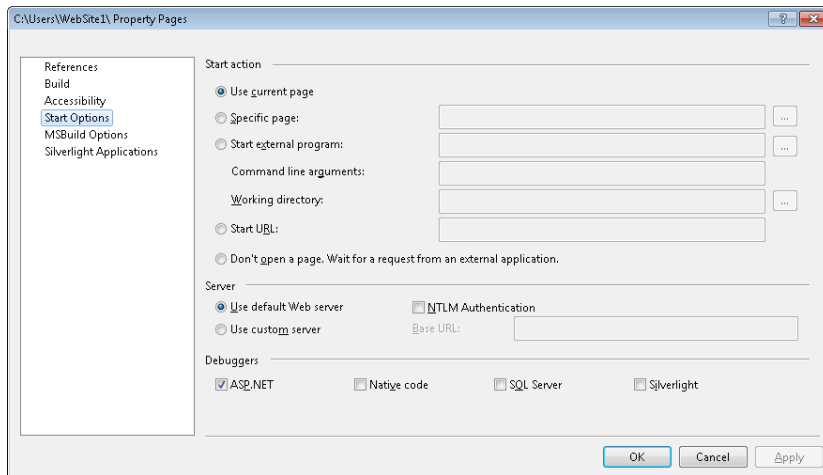 C:\Users\WebSite1\ Property Pages
?
References
Build
Accessibility
Start Options
MSBuild Options
Silverlight Applications
Start action
Use current page
Specific page:
...
Start external program:
...
Command line arguments:
Working directory:
...
Start URL:
Don't open a page. Wait for a request from an external application.
Server
Use default Web server
NTLM Authentication
Use custom server
Base URL:
Debuggers
ASP.NET
Native code
SQL Server
Silverlight
OK
Cancel
Apply